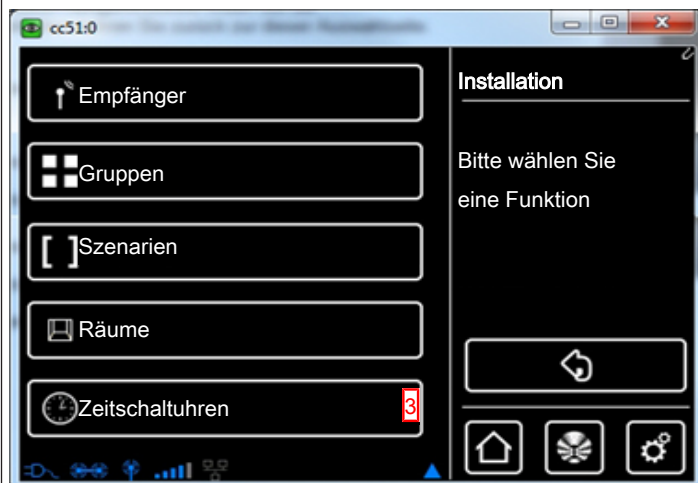 cc51:0
Empfänger
Gruppen
Szenarien
Räume
Zeitschaltuhren 3
Installation
Bitte wählen Sie
eine Funktion